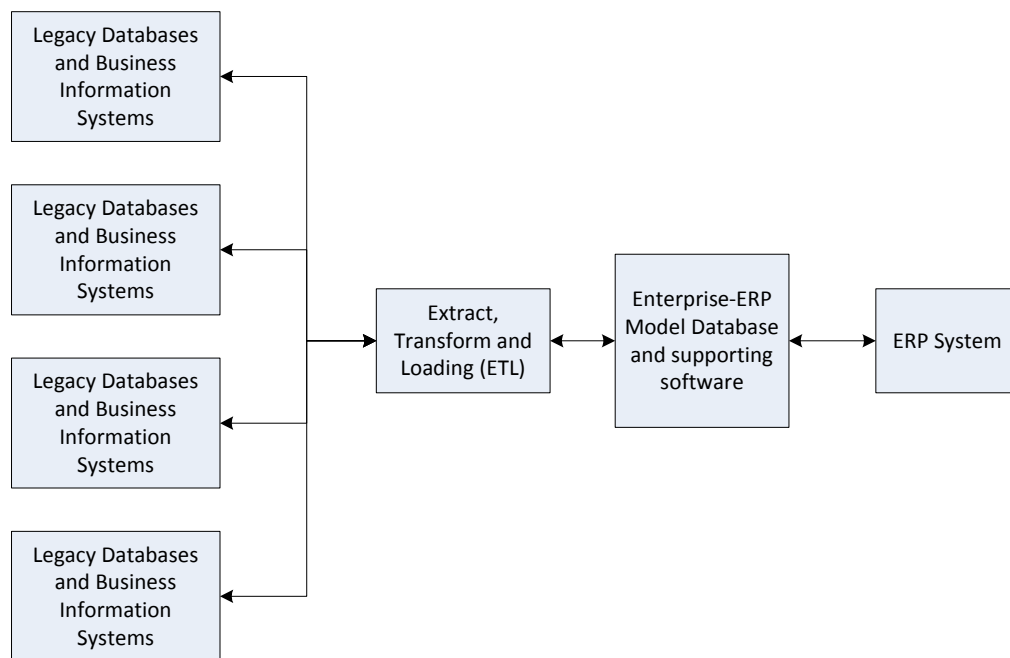 Legacy Databases
and Business
Information
Systems
Legacy Databases
and Business
Information
Systems
Legacy Databases
and Business
Information
Systems
Legacy Databases
and Business
Information
Systems
Extract,
Transform and
Loading (ETL)
Enterprise-ERP
Model Database
and supporting
software
ERP System